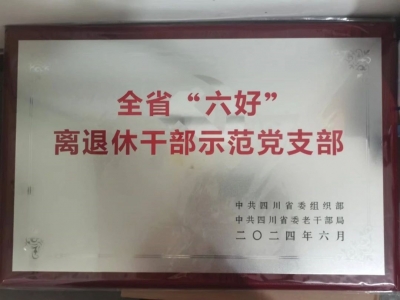 全省“六好”
离退休干部示范党支部
中共四川省委组织部
中共四川省委老干部局
二〇二四年六月